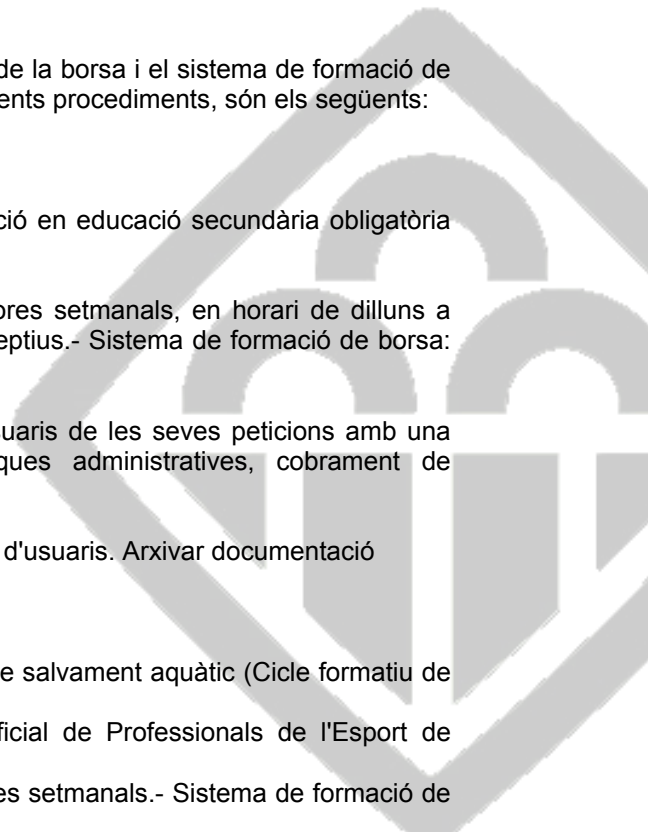 de la borsa i el sistema de formació de
ents procediments, són els següents:
ció en educació secundària obligatòria
ores setmanals, en horari de dilluns a
eptius.- Sistema de formació de borsa:
suaris de les seves peticions amb una
ques administratives, cobrament de
d'usuaris. Arxivar documentació
e salvament aquàtic (Cicle formatiu de
ficial de Professionals de l'Esport de
es setmanals.- Sistema de formació de